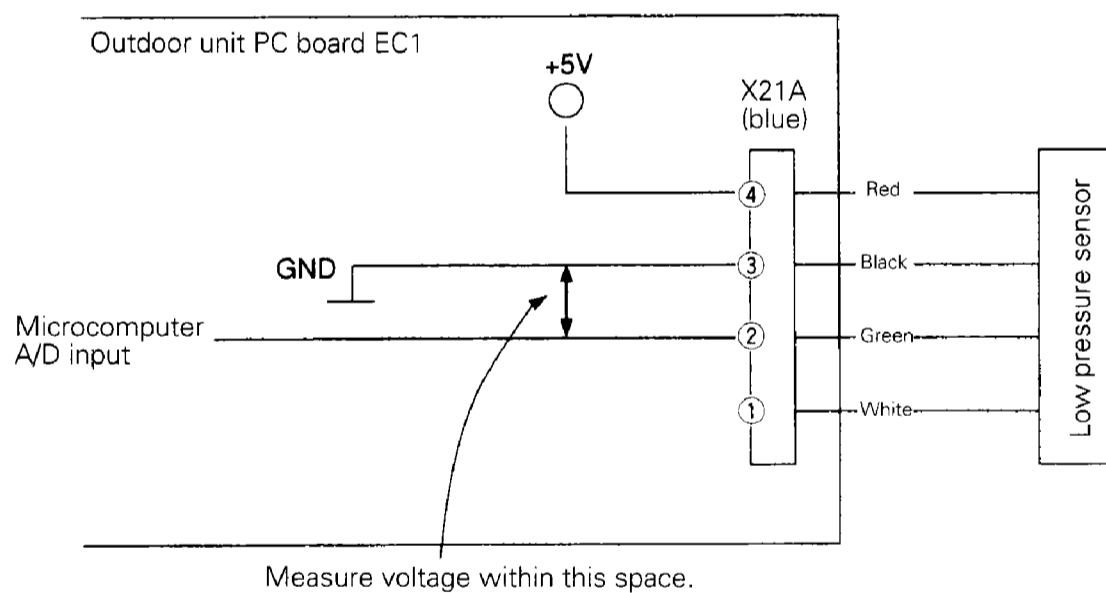 Outdoor unit PC board EC1
+5V
X21A
(blue)
4
Red
GND
3
Black
Microcomputer
A/D input
2
Green
1
White
Low pressure sensor
Measure voltage within this space.